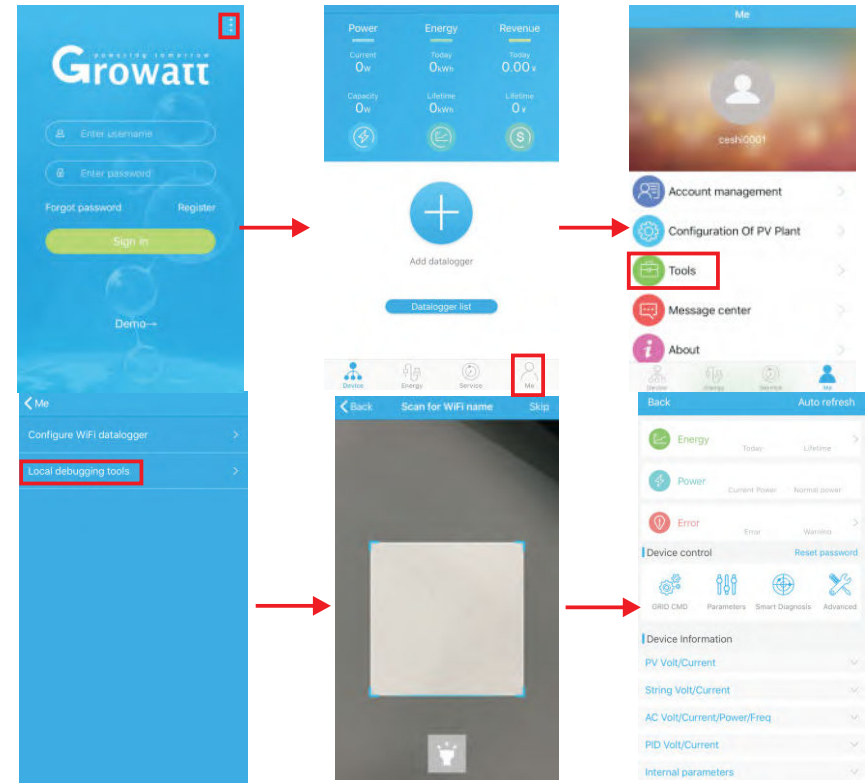 powering tomorrow
Growatt
Enter username
Enter password
Forgot password Register
Sign in
Demo→
Power Energy Revenue
Current Today Today
0w 0kWh 0.00 ¥
Capacity Lifetime Lifetime
0w 0kWh 0 ¥
Add datalogger
Datalogger list
Device Energy Service Me
Me
ceshi0001
Account management
Configuration Of PV Plant
Tools
Message center
About
Device Energy Service Me
Me
Configure WiFi datalogger
Local debugging tools
Back Scan for WiFi name Skip
Back Auto refresh
Energy
Today Lifetime
Power
Current Power Normal power
Error
Error Warning
Device control Reset password
GRID CMD Parameters Smart Diagnosis Advanced
Device Information
PV Volt/Current
String Volt/Current
AC Volt/Current/Power/Freq
PID Volt/Current
Internal parameters